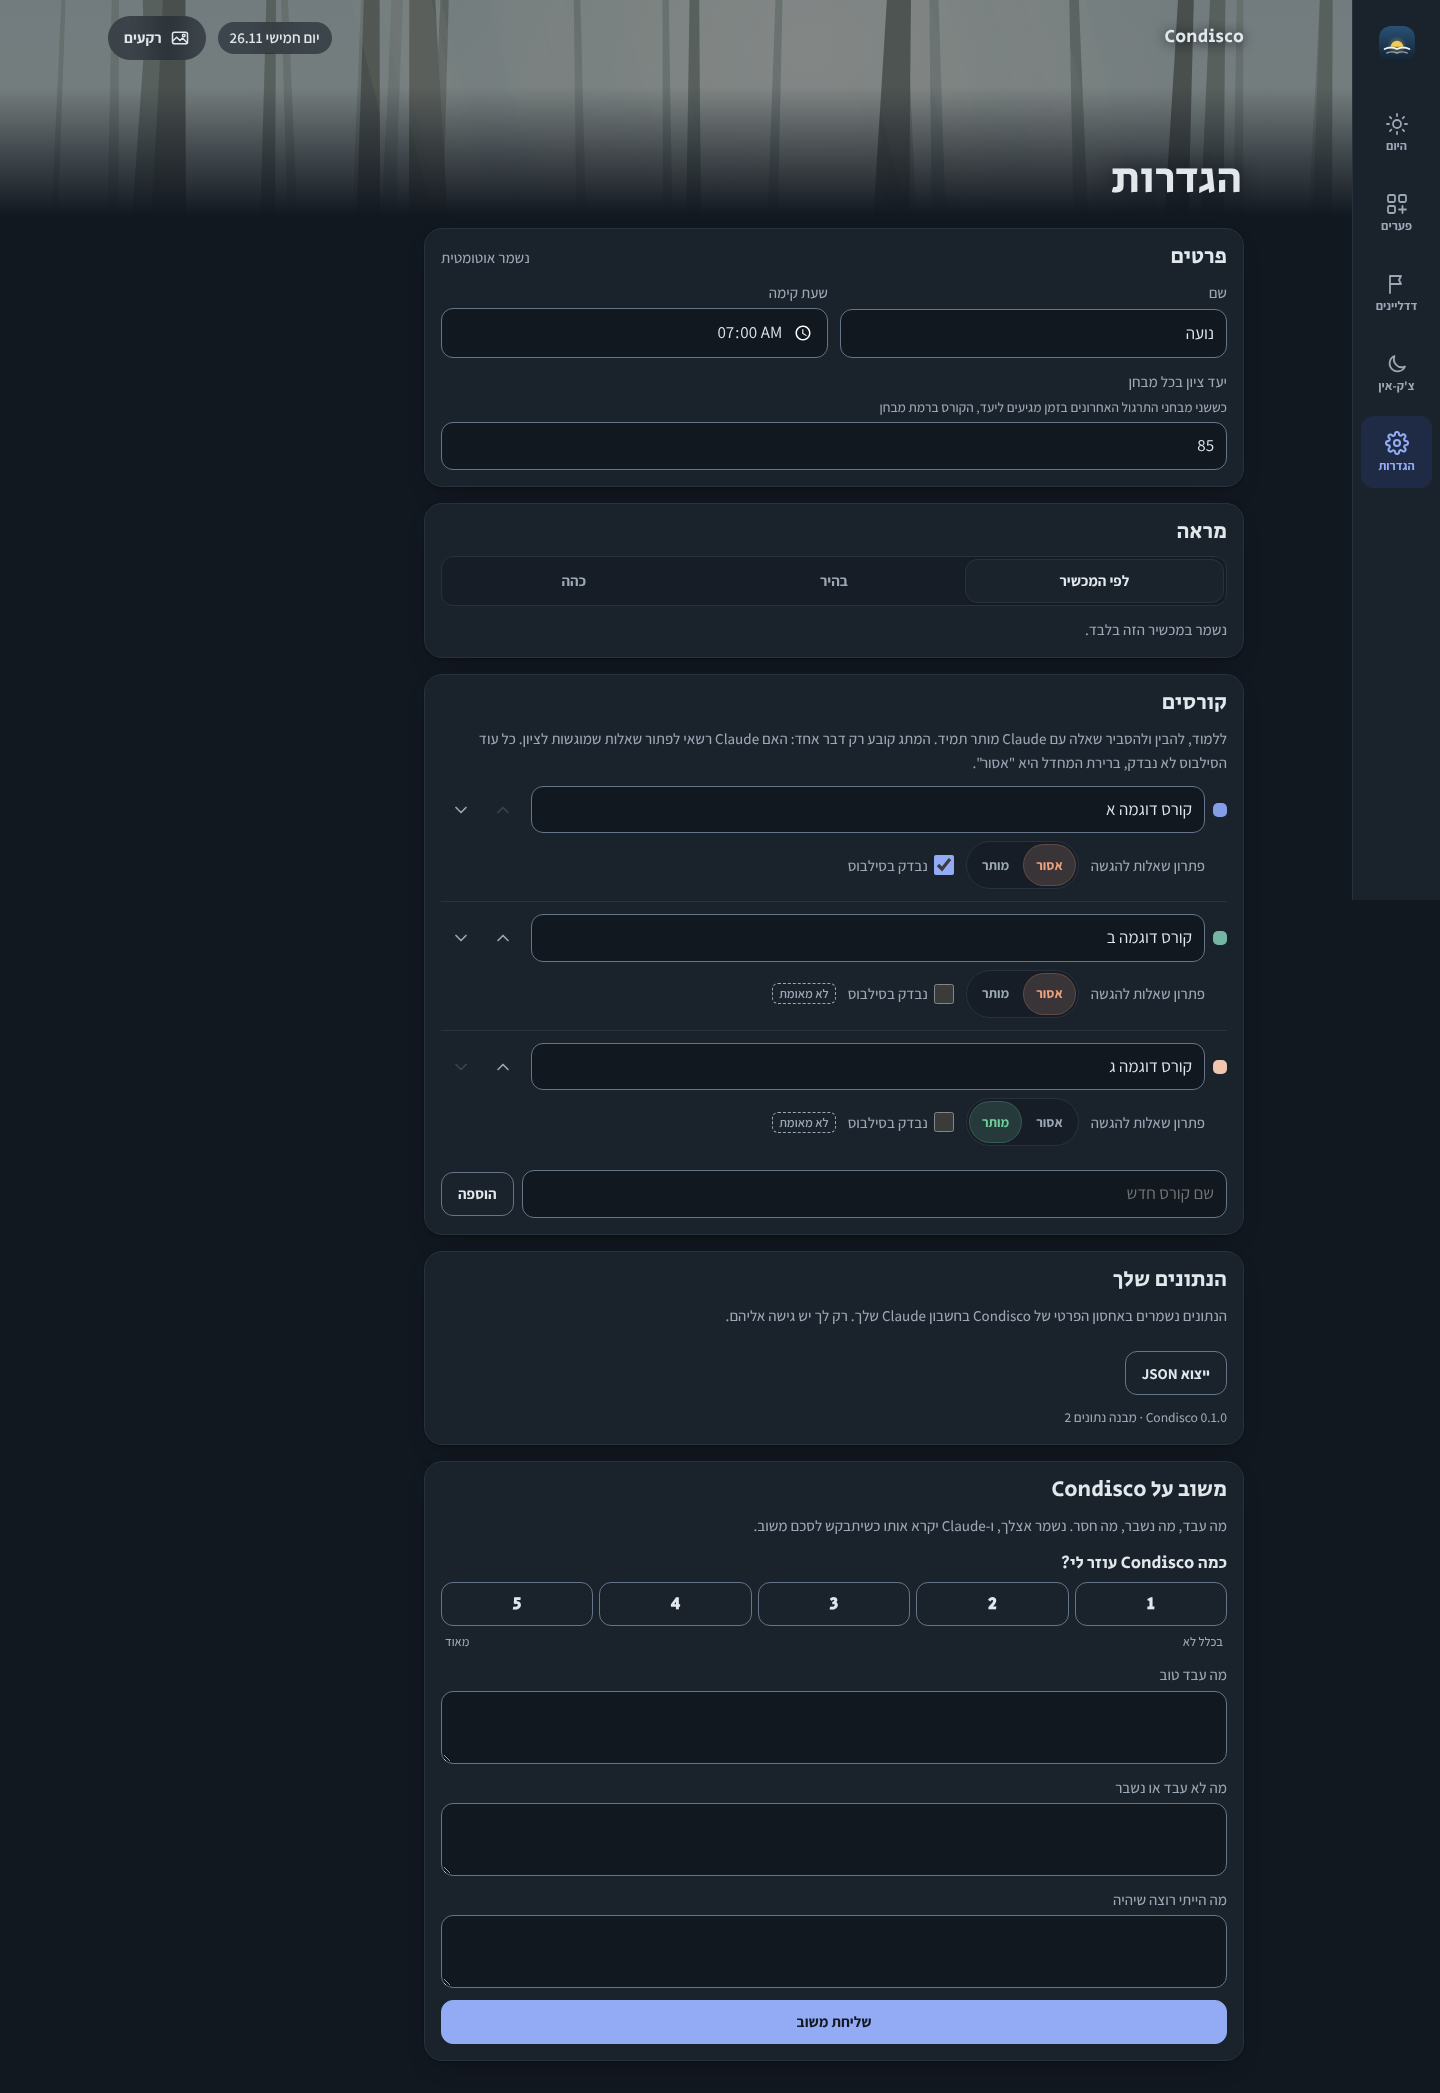 Condisco
יום חמישי 26.11
רקעים
היום
פערים
דדליינים
צ'ק-אין
הגדרות
הגדרות
פרטים
נשמר אוטומטית
שם
שעת קימה
נועה
07:00 AM
יעד ציון בכל מבחן
כששני מבחני התרגול האחרונים בזמן מגיעים ליעד, הקורס ברמת מבחן
85
מראה
לפי המכשיר
בהיר
כהה
נשמר במכשיר הזה בלבד.
קורסים
ללמוד, להבין ולהסביר שאלה עם Claude מותר תמיד. המתג קובע רק דבר אחד: האם Claude רשאי לפתור שאלות שמוגשות לציון. כל עוד
הסילבוס לא נבדק, ברירת המחדל היא "אסור".
קורס דוגמה א
פתרון שאלות להגשה
אסור
מותר
נבדק בסילבוס
קורס דוגמה ב
פתרון שאלות להגשה
אסור
מותר
נבדק בסילבוס
לא מאומת
קורס דוגמה ג
פתרון שאלות להגשה
אסור
מותר
נבדק בסילבוס
לא מאומת
שם קורס חדש
הוספה
הנתונים שלך
הנתונים נשמרים באחסון הפרטי של Condisco בחשבון Claude שלך. רק לך יש גישה אליהם.
ייצוא JSON
Condisco 0.1.0 · מבנה נתונים 2
משוב על Condisco
מה עבד, מה נשבר, מה חסר. נשמר אצלך, ו-Claude יקרא אותו כשיתבקש לסכם משוב.
כמה Condisco עוזר לי?
1
2
3
4
5
בכלל לא
מאוד
מה עבד טוב
מה לא עבד או נשבר
מה הייתי רוצה שיהיה
שליחת משוב